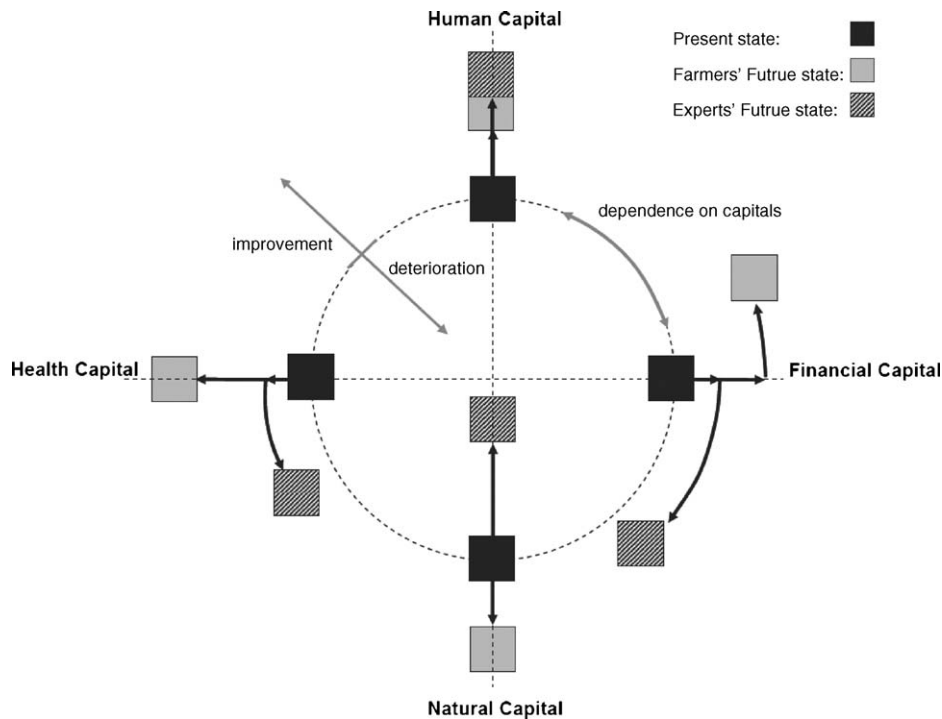 Human Capital
Present state:
Farmers' Futrue state:
Experts' Futrue state:
dependence on capitals
improvement
deterioration
Health Capital
Financial Capital
Natural Capital